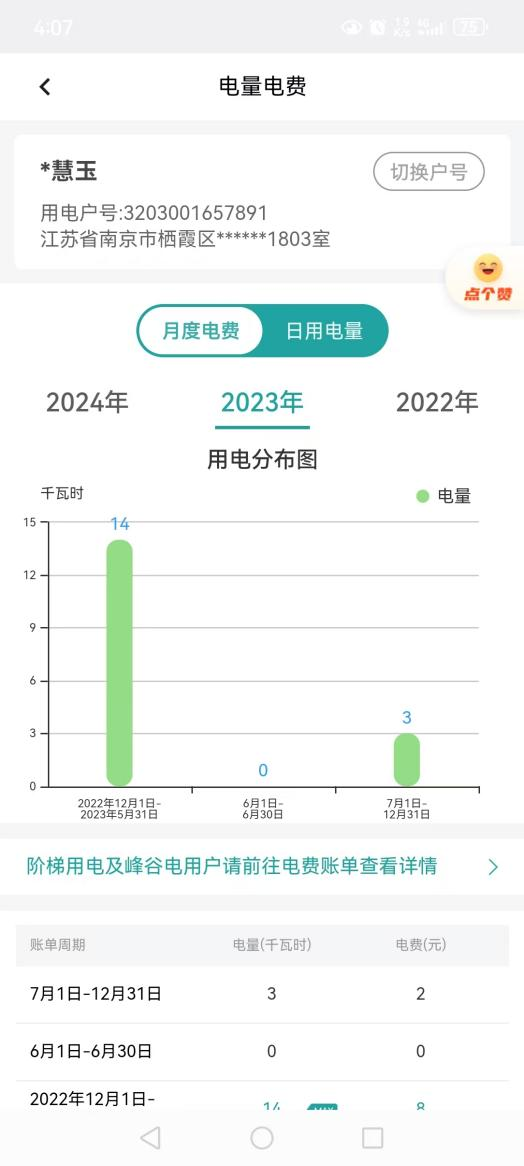 4:07
1.9
K/s
4G
75
电量电费
*慧玉
切换户号
用电户号:3203001657891
江苏省南京市栖霞区******1803室
点个赞
月度电费
日用电量
2024年
2023年
2022年
用电分布图
千瓦时
电量
15
14
12
9
6
3
3
0
0
2022年12月1日-
2023年5月31日
6月1日-
6月30日
7月1日-
12月31日
阶梯用电及峰谷电用户请前往电费账单查看详情
账单周期 电量(千瓦时) 电费(元)
7月1日-12月31日 3 2
6月1日-6月30日 0 0
2022年12月1日-
14 MAX 8